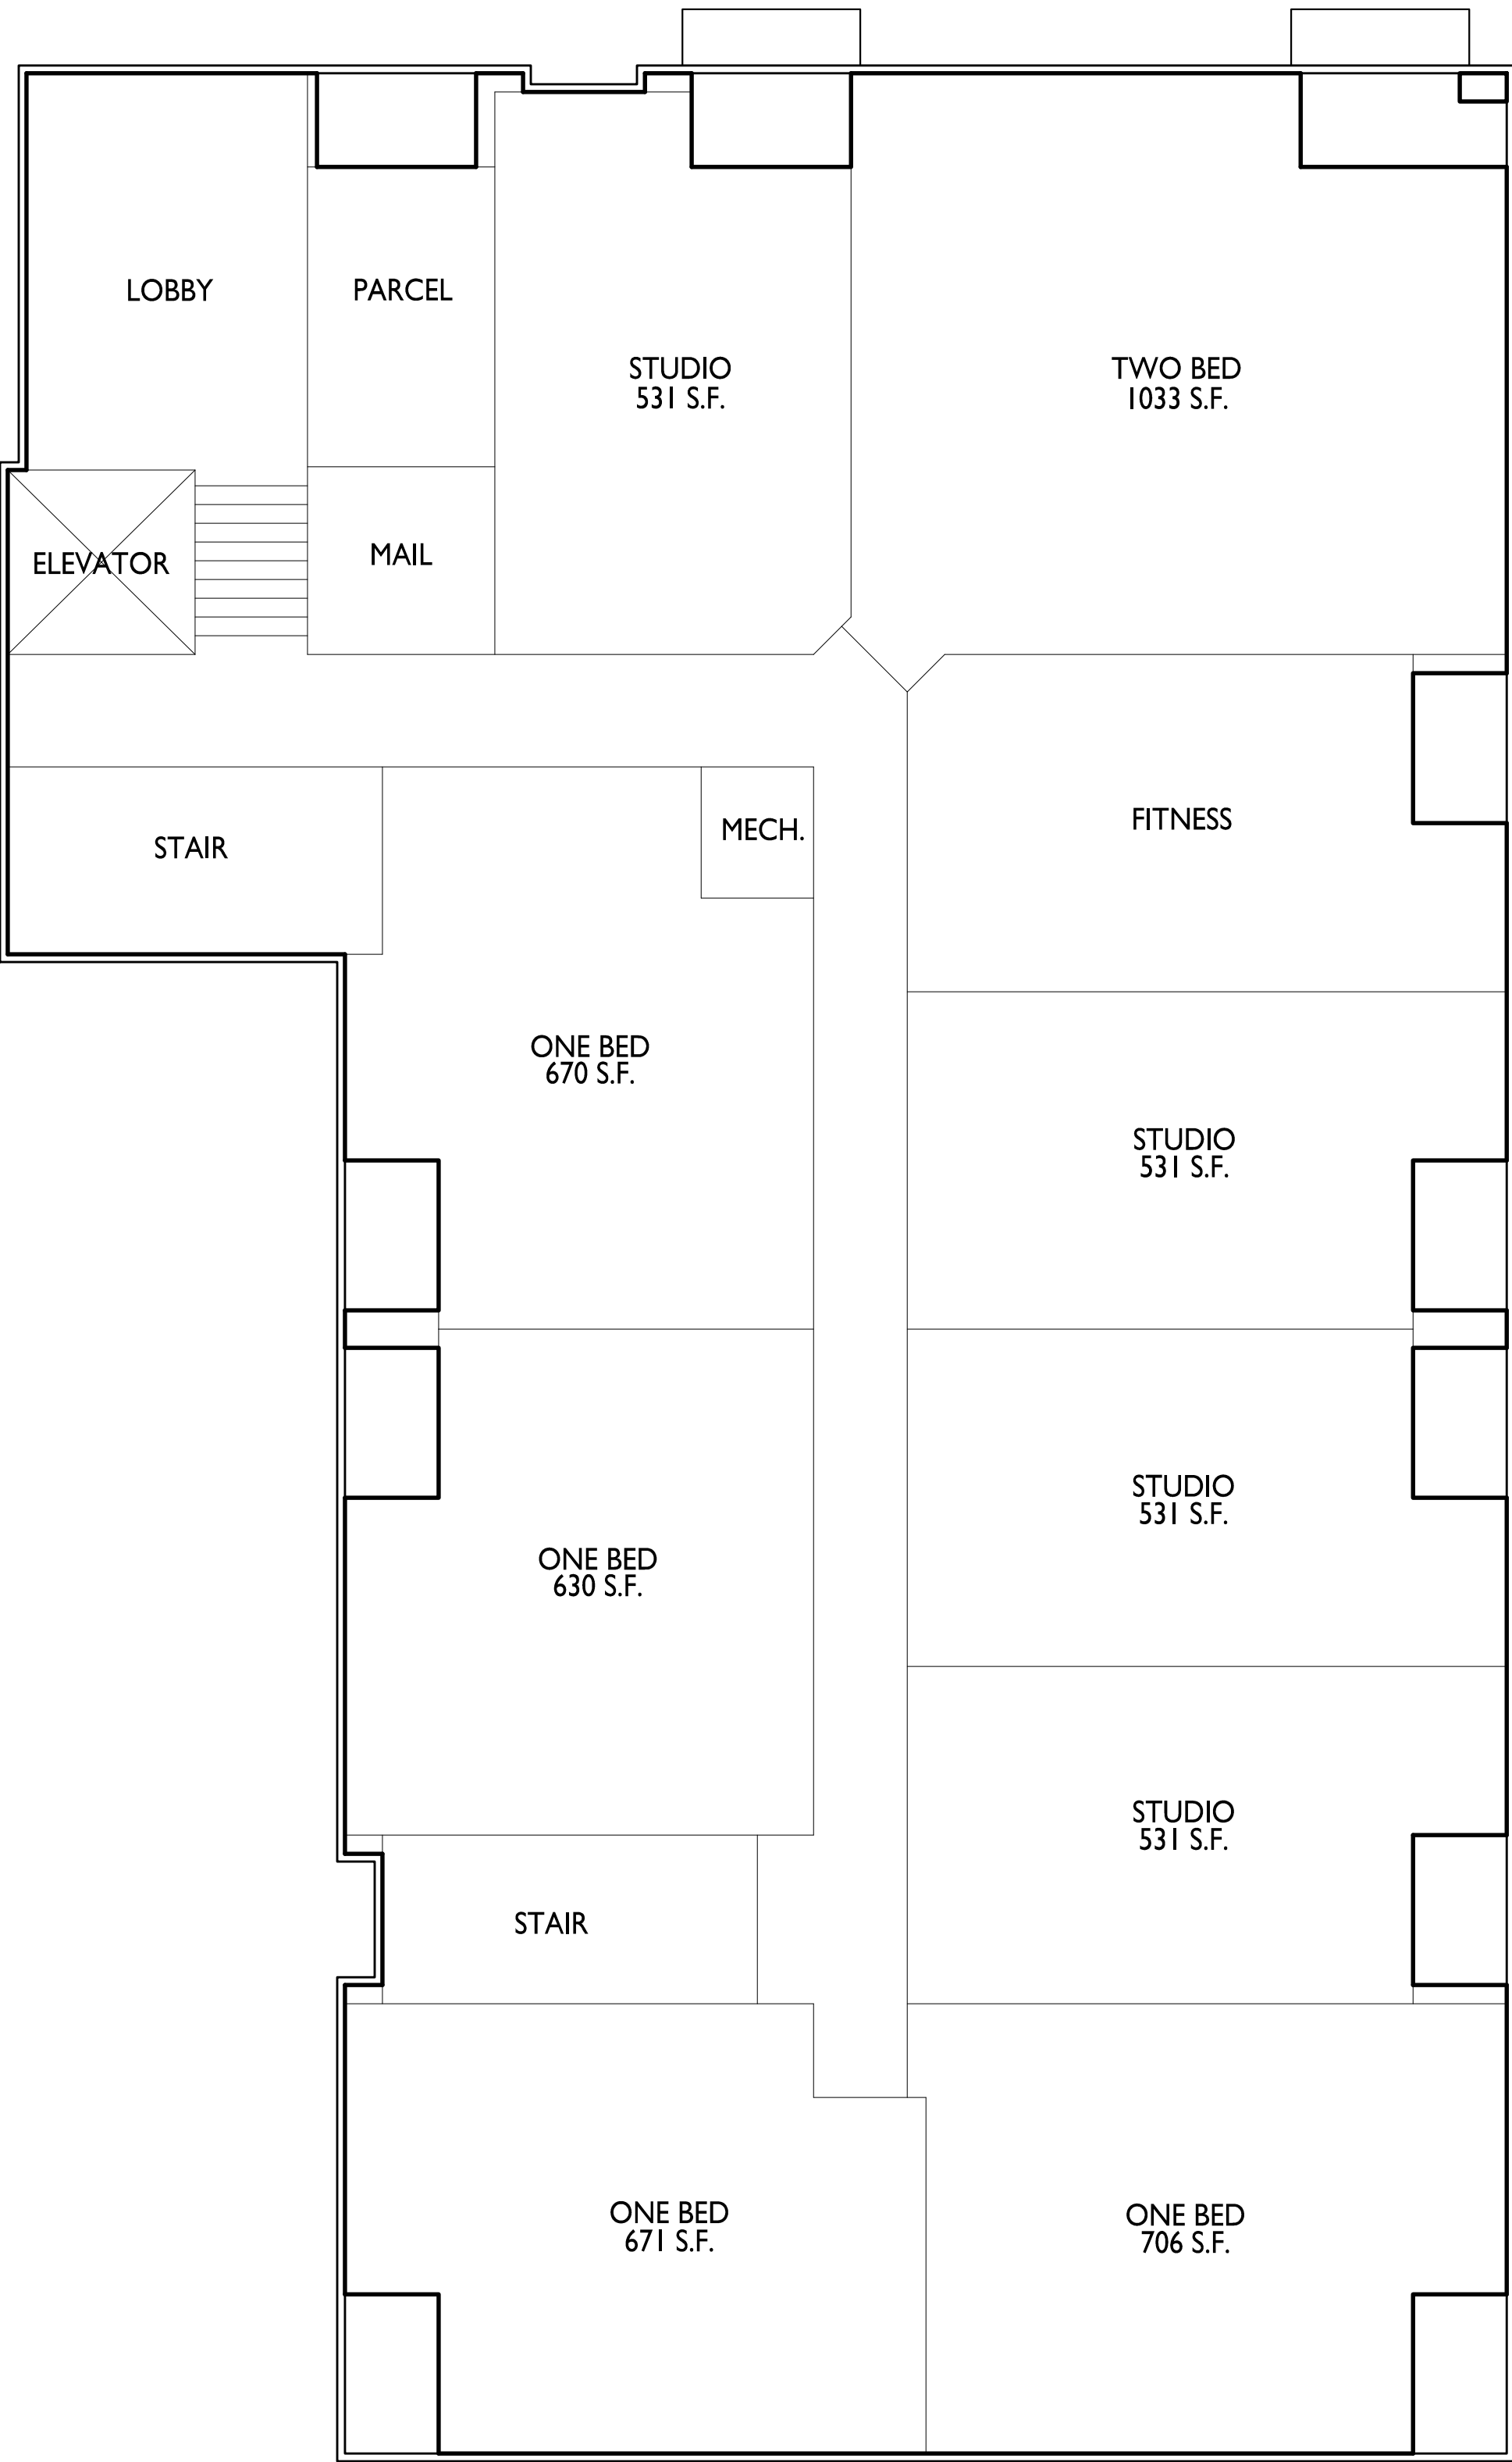 LOBBY
PARCEL
STUDIO
531 S.F.
TWO BED
1033 S.F.
ELEVATOR
MAIL
STAIR
MECH.
FITNESS
ONE BED
670 S.F.
STUDIO
531 S.F.
STUDIO
531 S.F.
ONE BED
630 S.F.
STUDIO
531 S.F.
STAIR
ONE BED
671 S.F.
ONE BED
706 S.F.